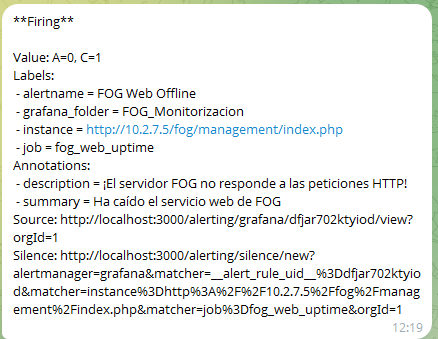 **Firing**
Value: A=0, C=1
Labels:
- alertname = FOG Web Offline
- grafana_folder = FOG_Monitorizacion
- instance = http://10.2.7.5/fog/management/index.php
- job = fog_web_uptime
Annotations:
- description = ¡El servidor FOG no responde a las peticiones HTTP!
- summary = Ha caído el servicio web de FOG
Source: http://localhost:3000/alerting/grafana/dfjar702ktyiod/view?
orgId=1
Silence: http://localhost:3000/alerting/silence/new?
alertmanager=grafana&matcher=__alert_rule_uid__%3Ddfjar702ktyio
d&matcher=instance%3Dhttp%3A%2F%2F10.2.7.5%2Ffog%2Fmanag
ement%2Findex.php&matcher=job%3Dfog_web_uptime&orgId=1
12:19